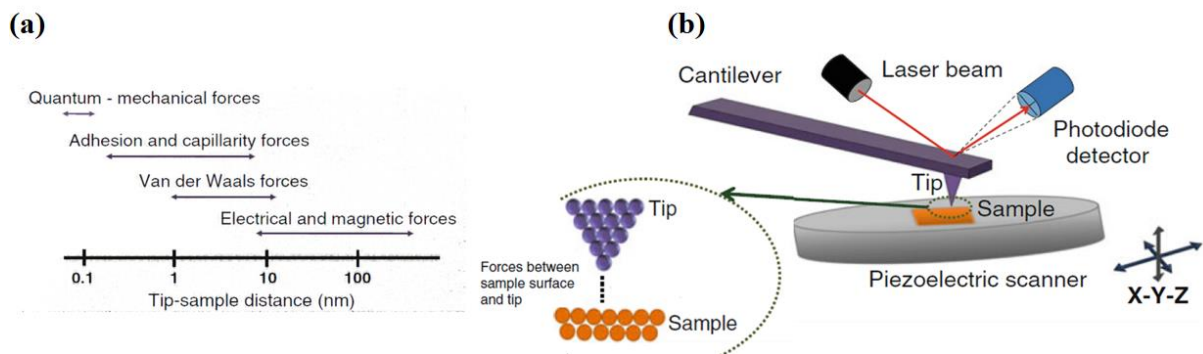 (a)
Quantum - mechanical forces
Adhesion and capillarity forces
Van der Waals forces
Electrical and magnetic forces
0.1 1 10 100
Tip-sample distance (nm)
(b)
Cantilever
Laser beam
Photodiode
detector
Tip
Sample
Piezoelectric scanner
X-Y-Z
Tip
Forces between
sample surface
and tip
Sample